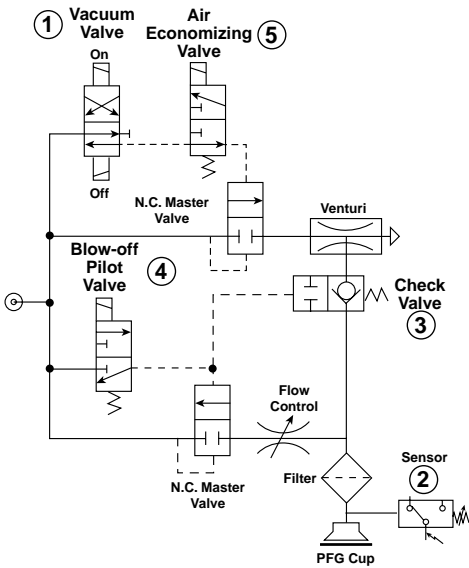 1
Vacuum
Valve
Air
Economizing
Valve
5
On
Off
N.C. Master
Valve
Venturi
Blow-off
Pilot
Valve
4
Check
Valve
3
Flow
Control
N.C. Master
Valve
Filter
Sensor
2
PFG Cup